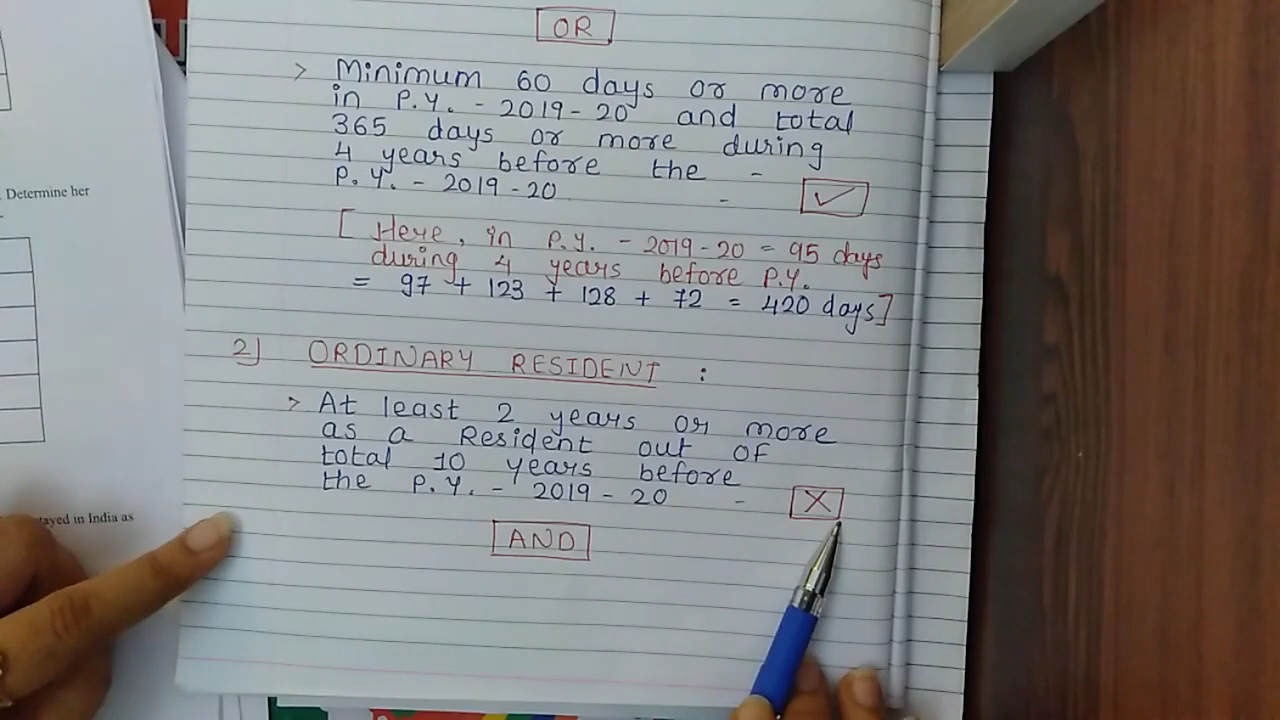 OR
> Minimum 60 days or more
in P.Y. - 2019-20 and total
365 days or more during
4 years before the -
P.Y. - 2019-20 - ✓
[ Here, in P.Y. - 2019-20 = 95 days
during 4 years before P.Y.
= 97 + 123 + 128 + 72 = 420 days]
2] ORDINARY RESIDENT :
> At least 2 years or more
as a Resident out of
total 10 years before
the P.Y. - 2019-20 - X
AND
. Determine her
tayed in India as